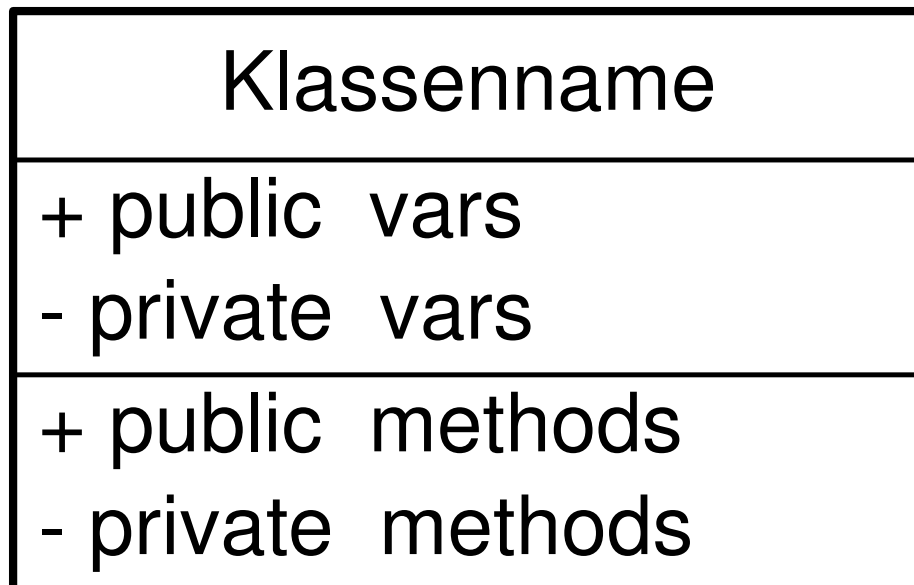 Klassenname
+ public vars
- private vars
+ public methods
- private methods